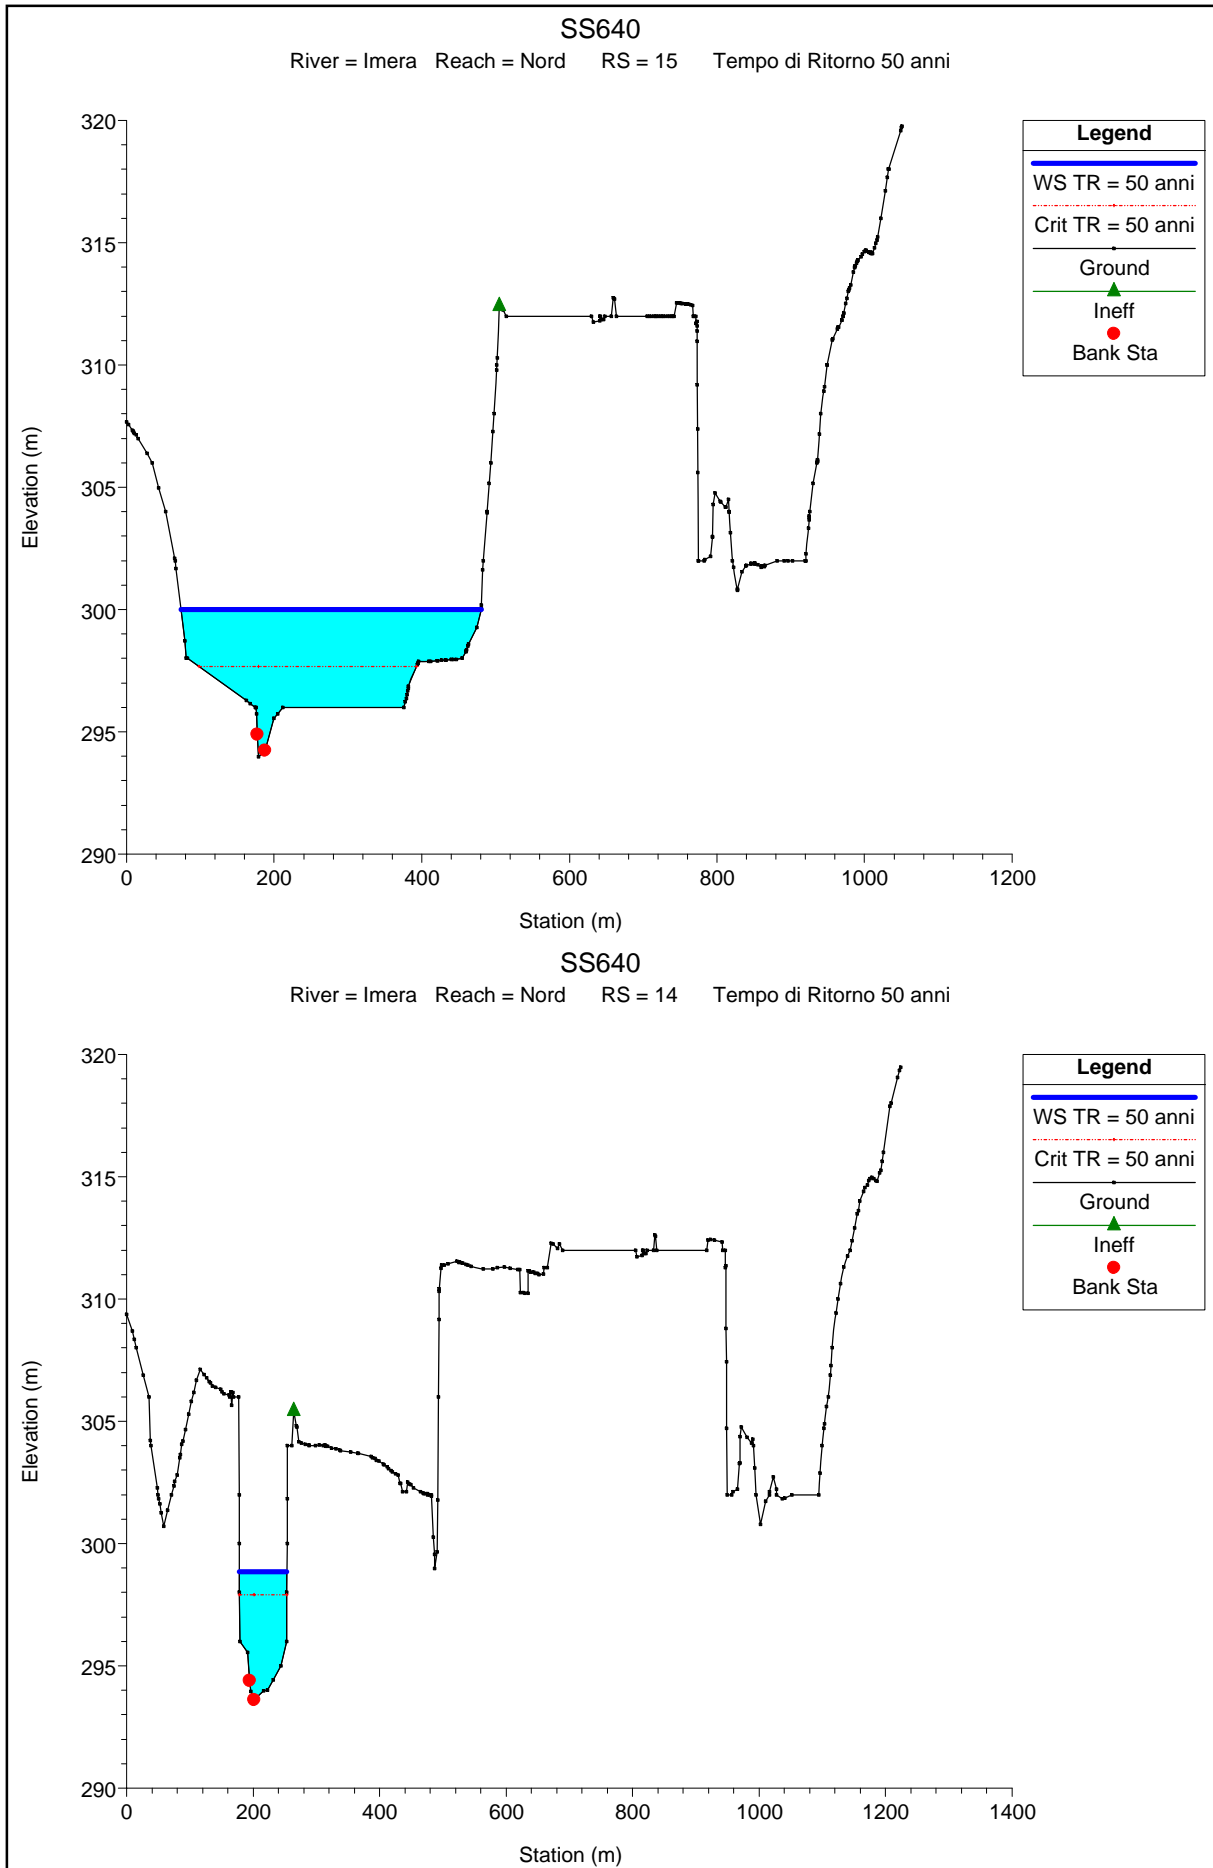 SS640
River = Imera   Reach = Nord      RS = 15      Tempo di Ritorno 50 anni
320
315
310
305
300
295
290
Elevation (m)
0 200 400 600 800 1000 1200
Station (m)
Legend
WS TR = 50 anni
Crit TR = 50 anni
Ground
Ineff
Bank Sta
SS640
River = Imera   Reach = Nord      RS = 14      Tempo di Ritorno 50 anni
320
315
310
305
300
295
290
Elevation (m)
0 200 400 600 800 1000 1200 1400
Station (m)
Legend
WS TR = 50 anni
Crit TR = 50 anni
Ground
Ineff
Bank Sta